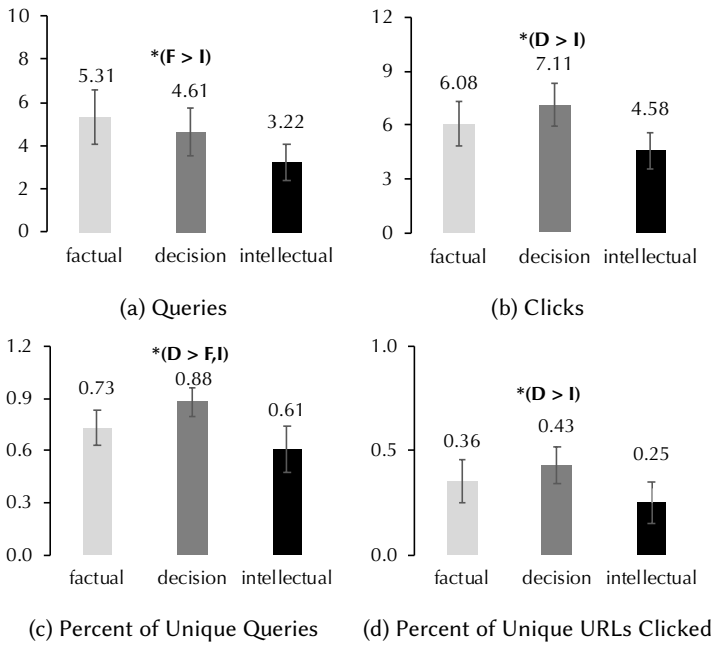 10
8
6
4
2
0
*(F > I)
5.31
4.61
3.22
factual
decision
intellectual
(a) Queries
12
9
6
3
0
*(D > I)
6.08
7.11
4.58
factual
decision
intellectual
(b) Clicks
1.2
0.9
0.6
0.3
0.0
*(D > F,I)
0.73
0.88
0.61
factual
decision
intellectual
(c) Percent of Unique Queries
1.0
0.5
0.0
*(D > I)
0.36
0.43
0.25
factual
decision
intellectual
(d) Percent of Unique URLs Clicked